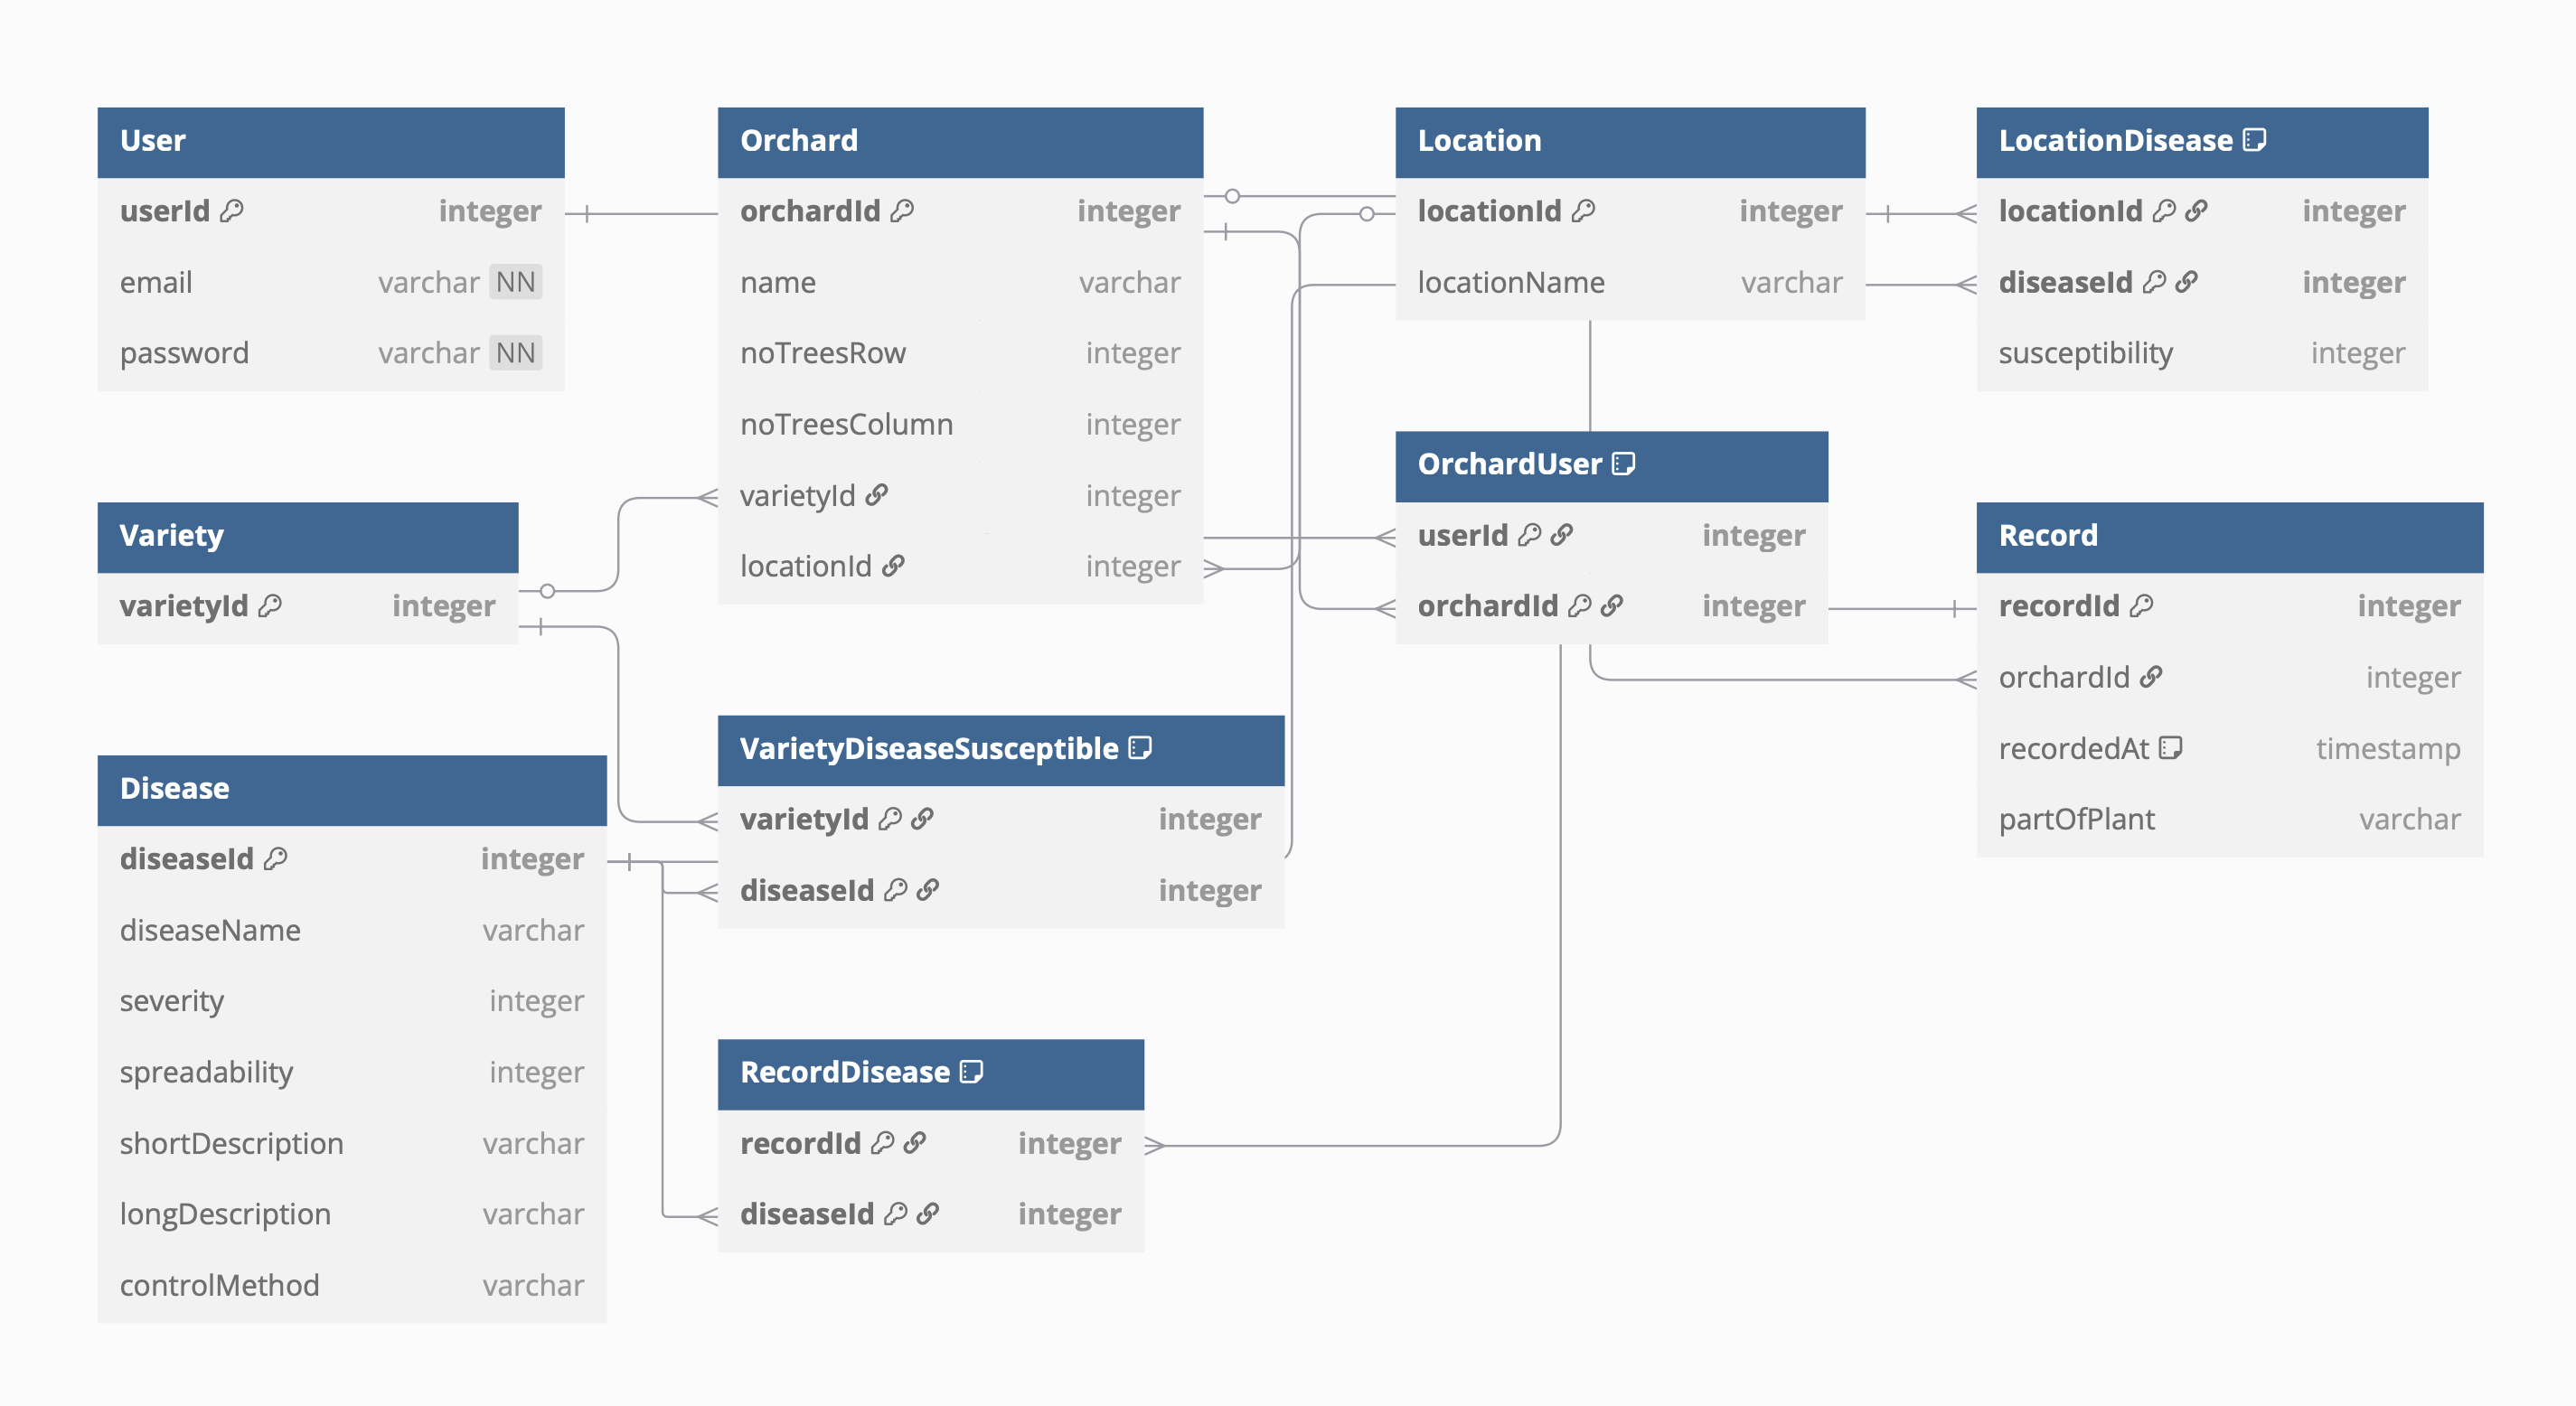 User
userId integer
email varchar NN
password varchar NN
Orchard
orchardId integer
name varchar
noTreesRow integer
noTreesColumn integer
varietyId integer
locationId integer
Location
locationId integer
locationName varchar
LocationDisease
locationId integer
diseaseId integer
susceptibility integer
OrchardUser
userId integer
orchardId integer
Variety
varietyId integer
Record
recordId integer
orchardId integer
recordedAt timestamp
partOfPlant varchar
VarietyDiseaseSusceptible
varietyId integer
diseaseId integer
Disease
diseaseId integer
diseaseName varchar
severity integer
spreadability integer
shortDescription varchar
longDescription varchar
controlMethod varchar
RecordDisease
recordId integer
diseaseId integer